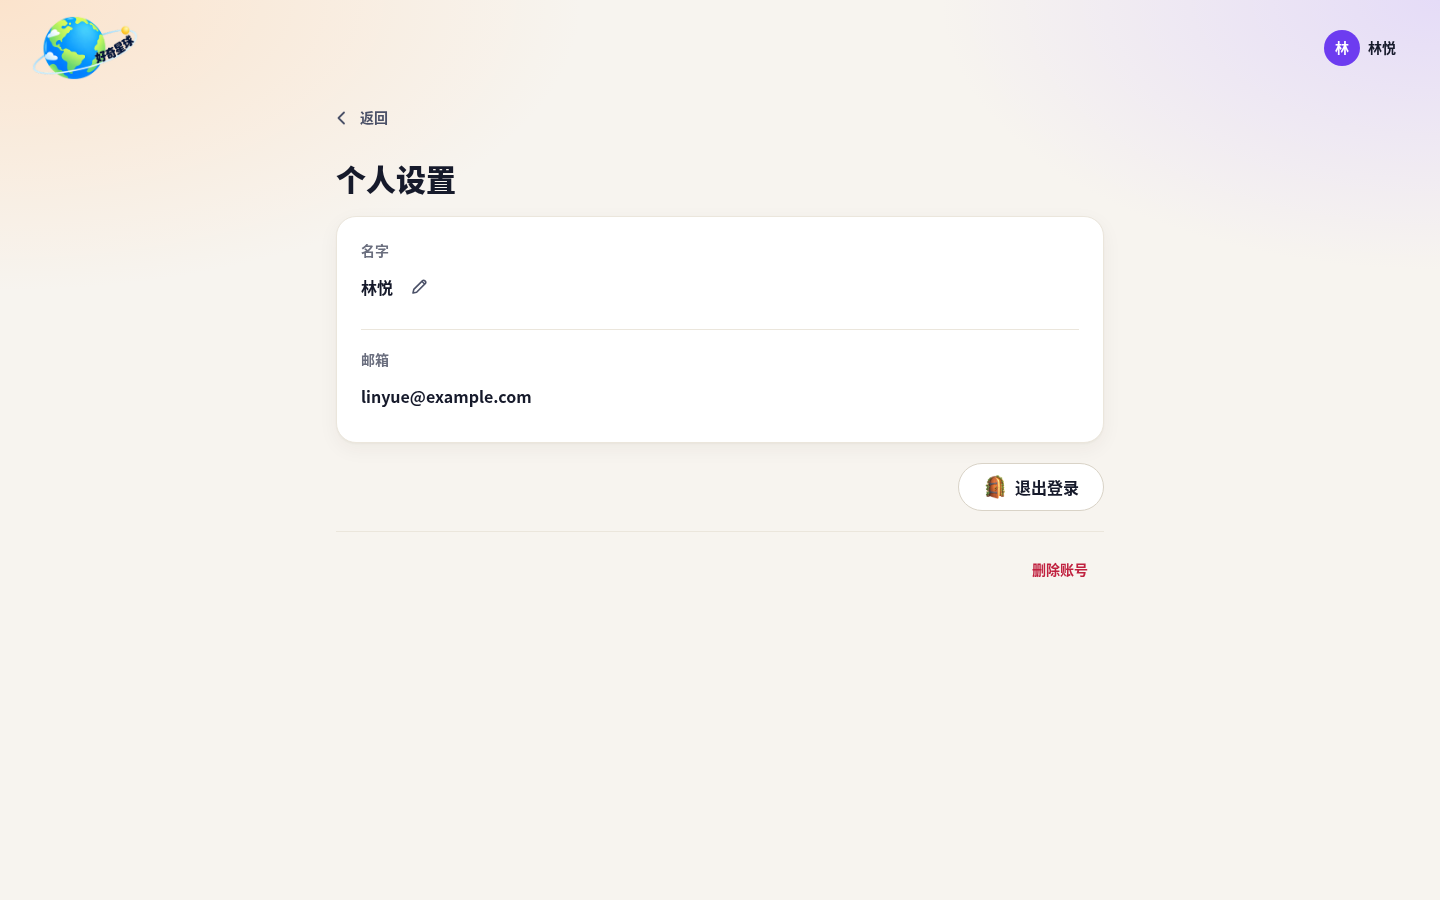 好奇星球
林 林悦
返回
个人设置
名字
林悦
邮箱
linyue@example.com
退出登录
删除账号